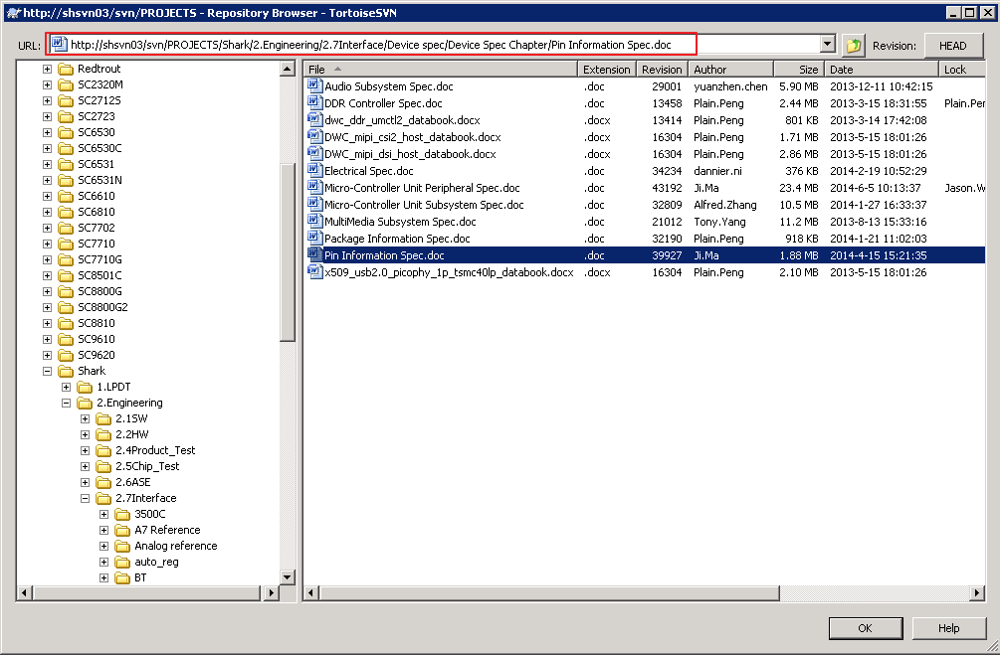 http://shsvn03/svn/PROJECTS - Repository Browser - TortoiseSVN
URL: http://shsvn03/svn/PROJECTS/Shark/2.Engineering/2.7Interface/Device spec/Device Spec Chapter/Pin Information Spec.doc Revision: HEAD
Redtrout
SC2320M
SC2712S
SC2723
SC6530
SC6530C
SC6531
SC6531N
SC6610
SC6810
SC7702
SC7710
SC7710G
SC8501C
SC8800G
SC8800G2
SC8810
SC9610
SC9620
Shark
1.LPDT
2.Engineering
2.1SW
2.2HW
2.4Product_Test
2.5Chip_Test
2.6ASE
2.7Interface
3500C
A7 Reference
Analog reference
auto_reg
BT
File Extension Revision Author Size Date Lock
Audio Subsystem Spec.doc .doc 29001 yuanzhen.chen 5.90 MB 2013-12-11 10:42:15
DDR Controller Spec.doc .doc 13458 Plain.Peng 2.44 MB 2013-3-15 18:31:55 Plain.Pe
dwc_ddr_umctl2_databook.docx .docx 13414 Plain.Peng 801 KB 2013-3-14 17:42:08
DWC_mipi_csi2_host_databook.docx .docx 16304 Plain.Peng 1.71 MB 2013-5-15 18:01:26
DWC_mipi_dsi_host_databook.docx .docx 16304 Plain.Peng 2.86 MB 2013-5-15 18:01:26
Electrical Spec.doc .doc 34234 dannier.ni 376 KB 2014-2-19 10:52:29
Micro-Controller Unit Peripheral Spec.doc .doc 43192 Ji.Ma 23.4 MB 2014-6-5 10:13:37 Jason.W
Micro-Controller Unit Subsystem Spec.doc .doc 32809 Alfred.Zhang 10.5 MB 2014-1-27 16:33:37
MultiMedia Subsystem Spec.doc .doc 21012 Tony.Yang 11.2 MB 2013-8-13 15:33:16
Package Information Spec.doc .doc 32190 Plain.Peng 918 KB 2014-1-21 11:02:03
Pin Information Spec.doc .doc 39927 Ji.Ma 1.88 MB 2014-4-15 15:21:35
x509_usb2.0_picophy_1p_tsmc40lp_databook.docx .docx 16304 Plain.Peng 2.10 MB 2013-5-15 18:01:26
OK Help